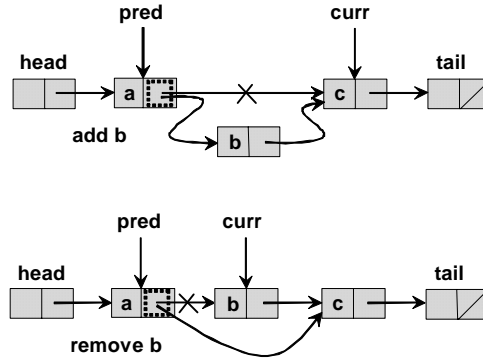 pred curr
head tail
a c
add b
b
pred curr
head tail
a b c
remove b